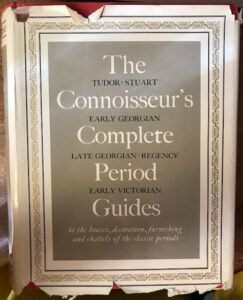 The
TUDOR · STUART
Connoisseur's
EARLY GEORGIAN
Complete
LATE GEORGIAN · REGENCY
Period
EARLY VICTORIAN
Guides
to the houses, decoration, furnishing
and chattels of the classic periods